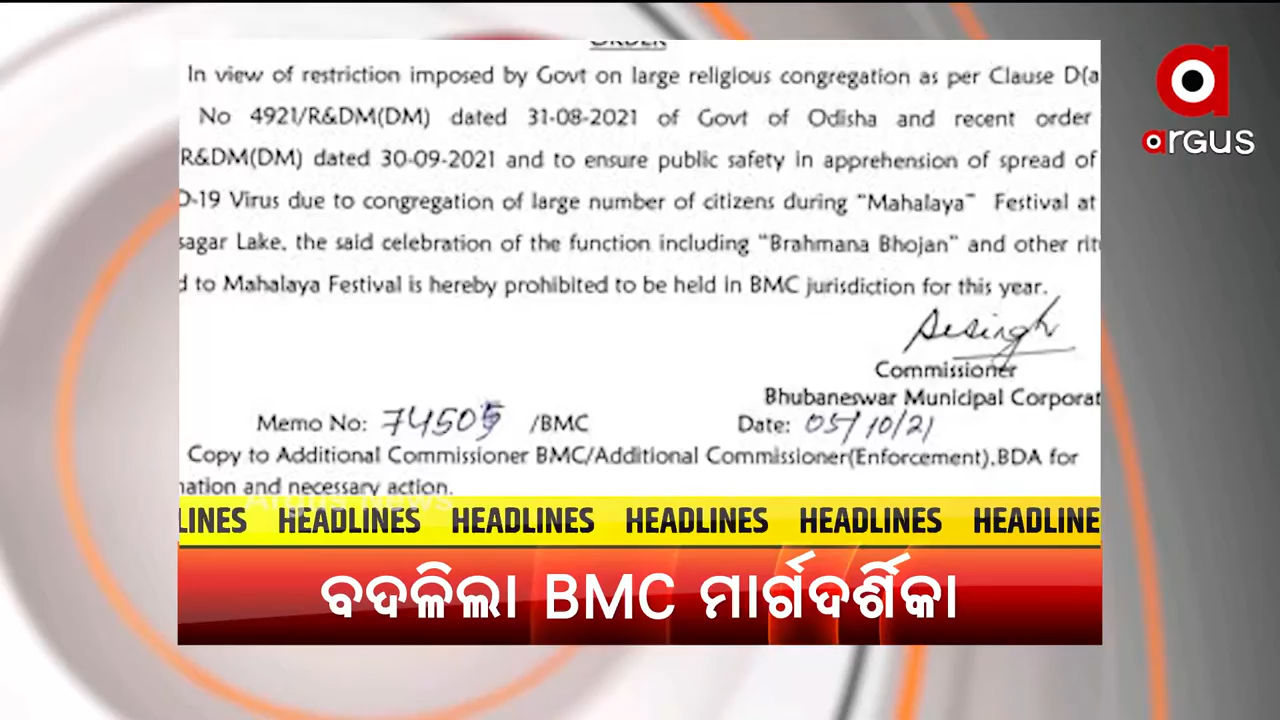 ORDER
In view of restriction imposed by Govt on large religious congregation as per Clause D(a
No 4921/R&DM(DM) dated 31-08-2021 of Govt of Odisha and recent order
R&DM(DM) dated 30-09-2021 and to ensure public safety in apprehension of spread of
D-19 Virus due to congregation of large number of citizens during "Mahalaya" Festival at
sagar Lake, the said celebration of the function including "Brahmana Bhojan" and other ritu
d to Mahalaya Festival is hereby prohibited to be held in BMC jurisdiction for this year.
Commissioner
Bhubaneswar Municipal Corporat
Memo No: 74505 /BMC
Date: 05/10/21
Copy to Additional Commissioner BMC/Additional Commissioner(Enforcement),BDA for
nation and necessary action.
Argus News
LINES HEADLINES HEADLINES HEADLINES HEADLINES HEADLINE
ବଦଳିଲା BMC ମାର୍ଗଦର୍ଶିକା
argus